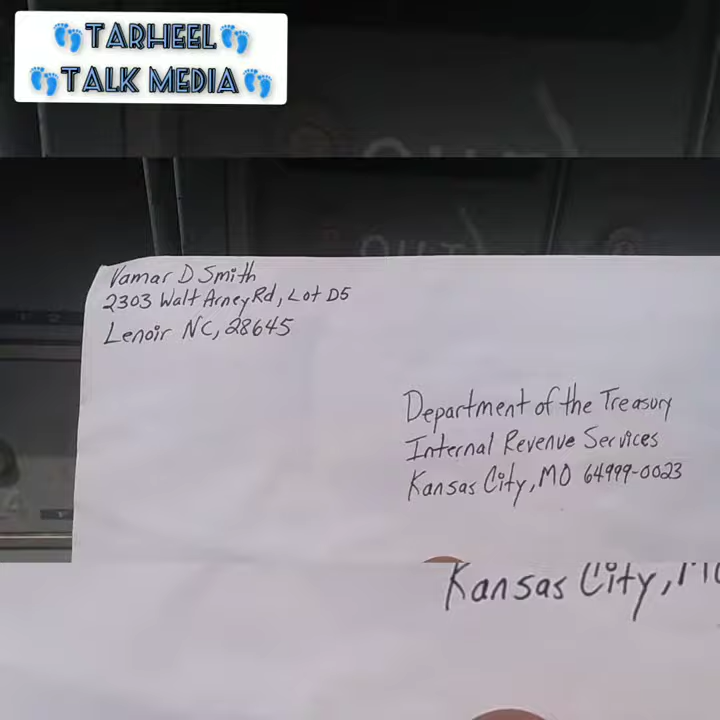 TARHEEL
TALK MEDIA
Vamar D Smith
2303 Walt Arney Rd, Lot D5
Lenoir NC, 28645
Department of the Treasury
Internal Revenue Services
Kansas City, MO 64999-0023
Kansas City,